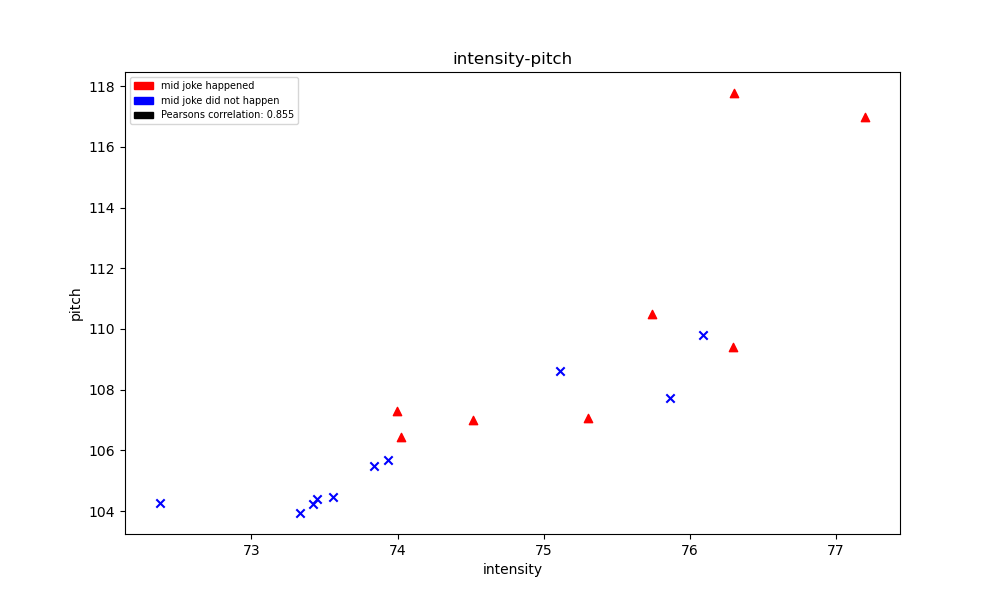 intensity-pitch
mid joke happened
mid joke did not happen
Pearsons correlation: 0.855
118
116
114
112
110
108
106
104
pitch
73 74 75 76 77
intensity